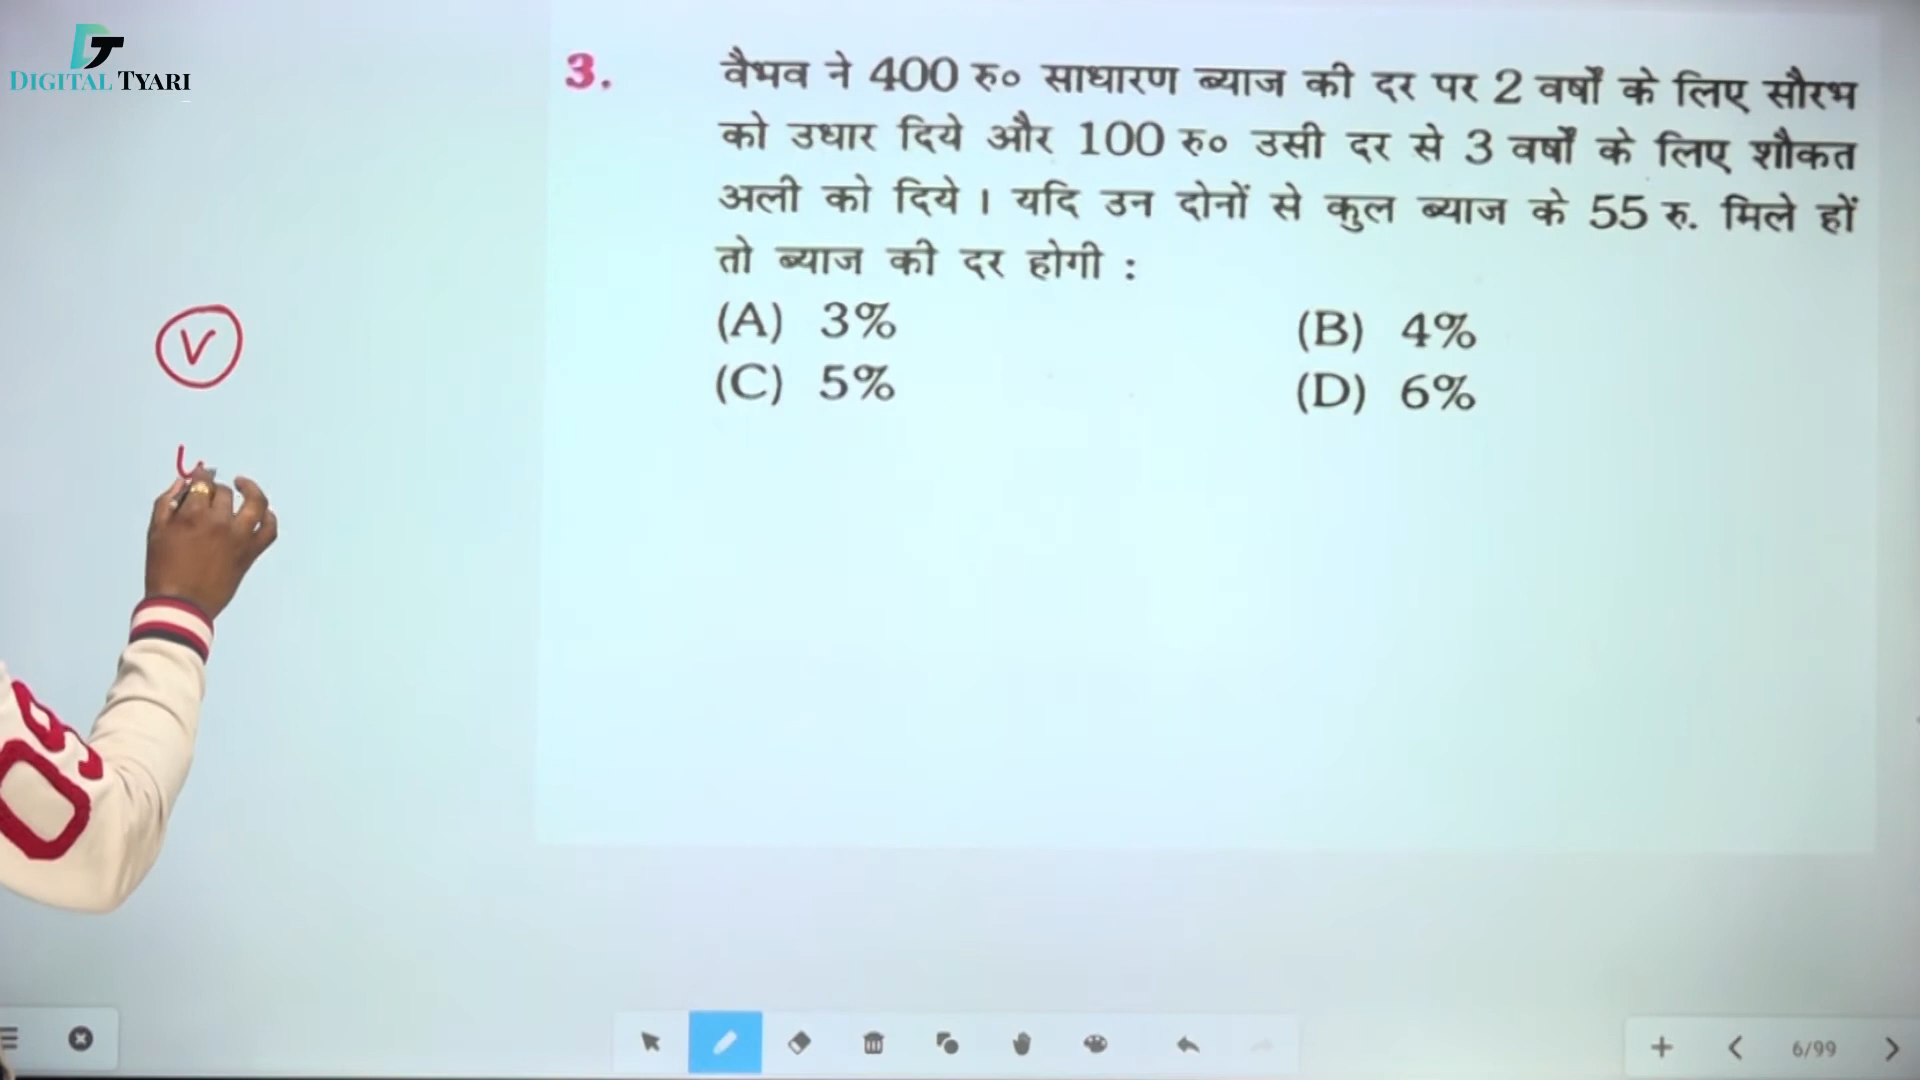 DT
DIGITAL TYARI
3. वैभव ने 400 रु० साधारण ब्याज की दर पर 2 वर्षों के लिए सौरभ
को उधार दिये और 100 रु० उसी दर से 3 वर्षों के लिए शौकत
अली को दिये । यदि उन दोनों से कुल ब्याज के 55 रु. मिले हों
तो ब्याज की दर होगी :
(A) 3% (B) 4%
(C) 5% (D) 6%
V
6/99